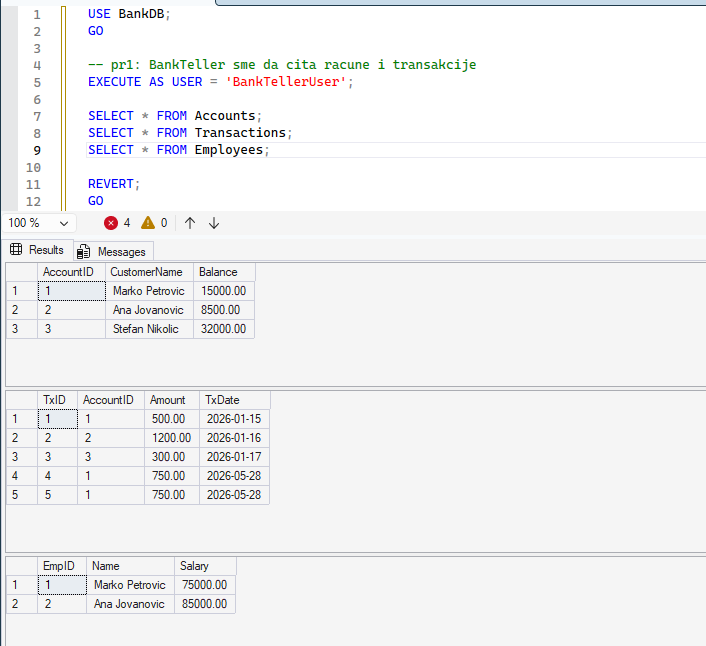 1 USE BankDB;
2 GO
3
4 -- pr1: BankTeller sme da cita racune i transakcije
5 EXECUTE AS USER = 'BankTellerUser';
6
7 SELECT * FROM Accounts;
8 SELECT * FROM Transactions;
9 SELECT * FROM Employees;
10
11 REVERT;
12 GO
100 % 4 0
Results Messages
AccountID CustomerName Balance
1 1 Marko Petrovic 15000.00
2 2 Ana Jovanovic 8500.00
3 3 Stefan Nikolic 32000.00
TxID AccountID Amount TxDate
1 1 1 500.00 2026-01-15
2 2 2 1200.00 2026-01-16
3 3 3 300.00 2026-01-17
4 4 1 750.00 2026-05-28
5 5 1 750.00 2026-05-28
EmpID Name Salary
1 1 Marko Petrovic 75000.00
2 2 Ana Jovanovic 85000.00